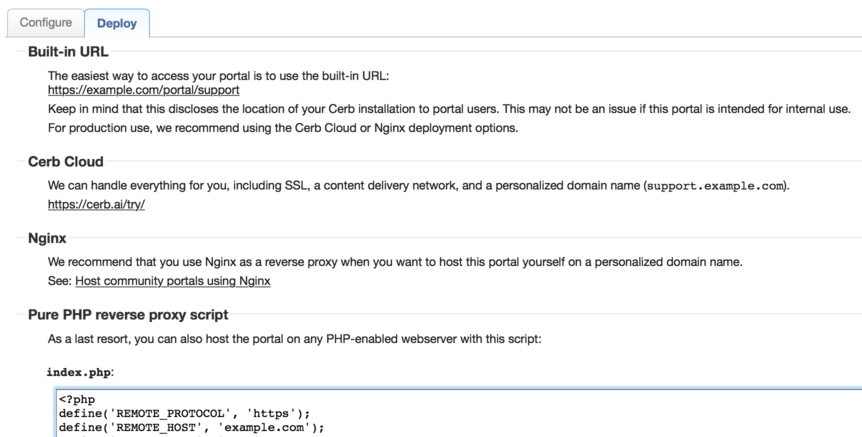 Configure
Deploy
Built-in URL
The easiest way to access your portal is to use the built-in URL:
https://example.com/portal/support
Keep in mind that this discloses the location of your Cerb installation to portal users. This may not be an issue if this portal is intended for internal use.
For production use, we recommend using the Cerb Cloud or Nginx deployment options.
Cerb Cloud
We can handle everything for you, including SSL, a content delivery network, and a personalized domain name (support.example.com).
https://cerb.ai/try/
Nginx
We recommend that you use Nginx as a reverse proxy when you want to host this portal yourself on a personalized domain name.
See: Host community portals using Nginx
Pure PHP reverse proxy script
As a last resort, you can also host the portal on any PHP-enabled webserver with this script:
index.php:
<?php
define('REMOTE_PROTOCOL', 'https');
define('REMOTE_HOST', 'example.com');